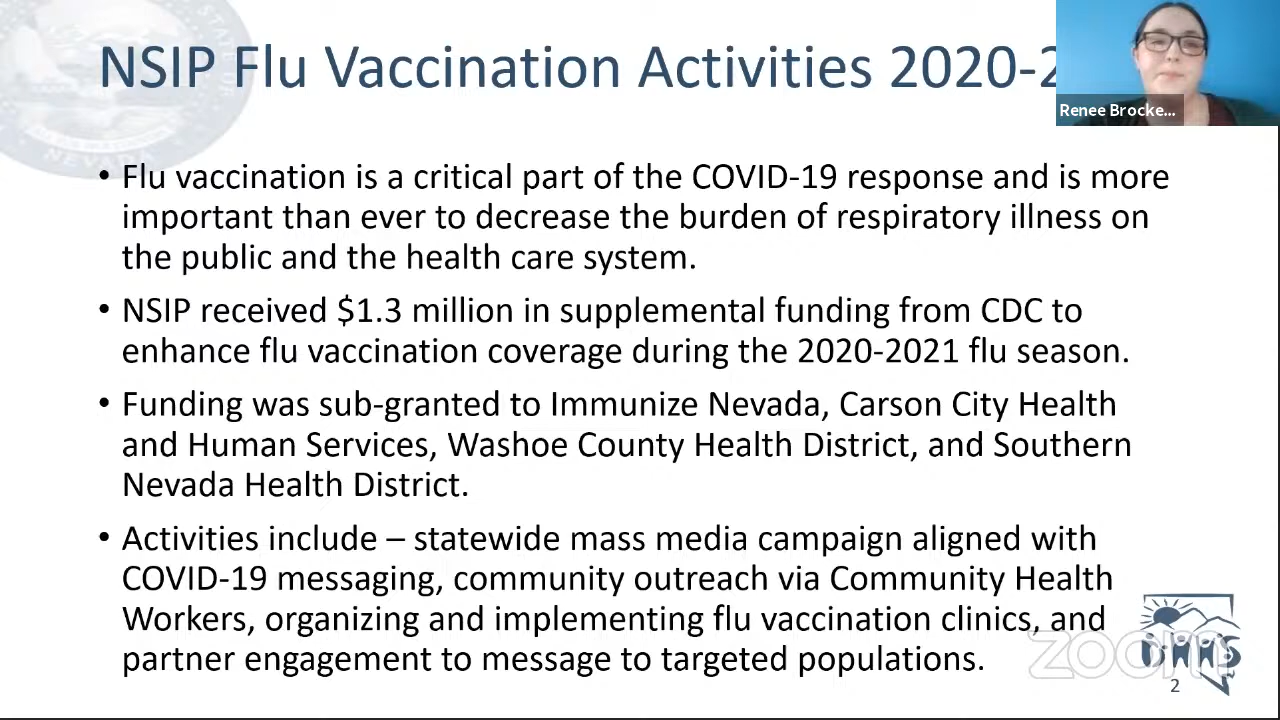 NSIP Flu Vaccination Activities 2020-2
Renee Brocke...
NEVADA
• Flu vaccination is a critical part of the COVID-19 response and is more
important than ever to decrease the burden of respiratory illness on
the public and the health care system.
• NSIP received $1.3 million in supplemental funding from CDC to
enhance flu vaccination coverage during the 2020-2021 flu season.
• Funding was sub-granted to Immunize Nevada, Carson City Health
and Human Services, Washoe County Health District, and Southern
Nevada Health District.
• Activities include – statewide mass media campaign aligned with
COVID-19 messaging, community outreach via Community Health
Workers, organizing and implementing flu vaccination clinics, and
partner engagement to message to targeted populations.
zoom
2